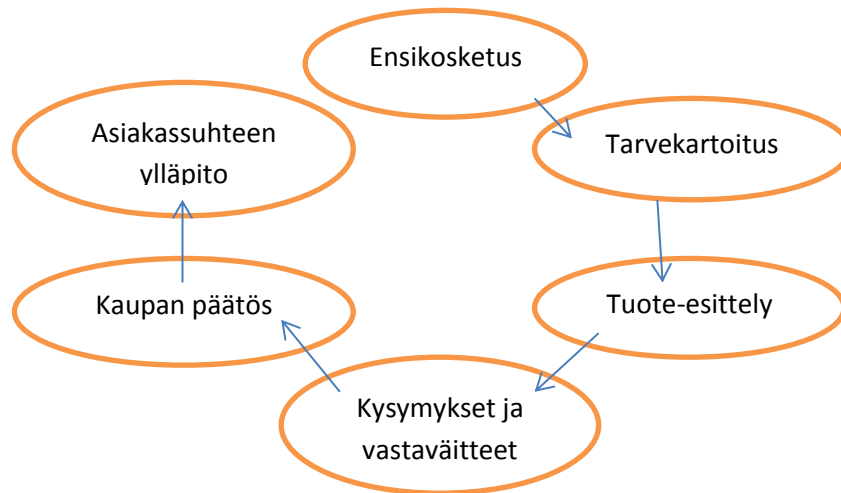 Ensikosketus
Tarvekartoitus
Tuote-esittely
Kysymykset ja
vastaväitteet
Kaupan päätös
Asiakassuhteen
ylläpito